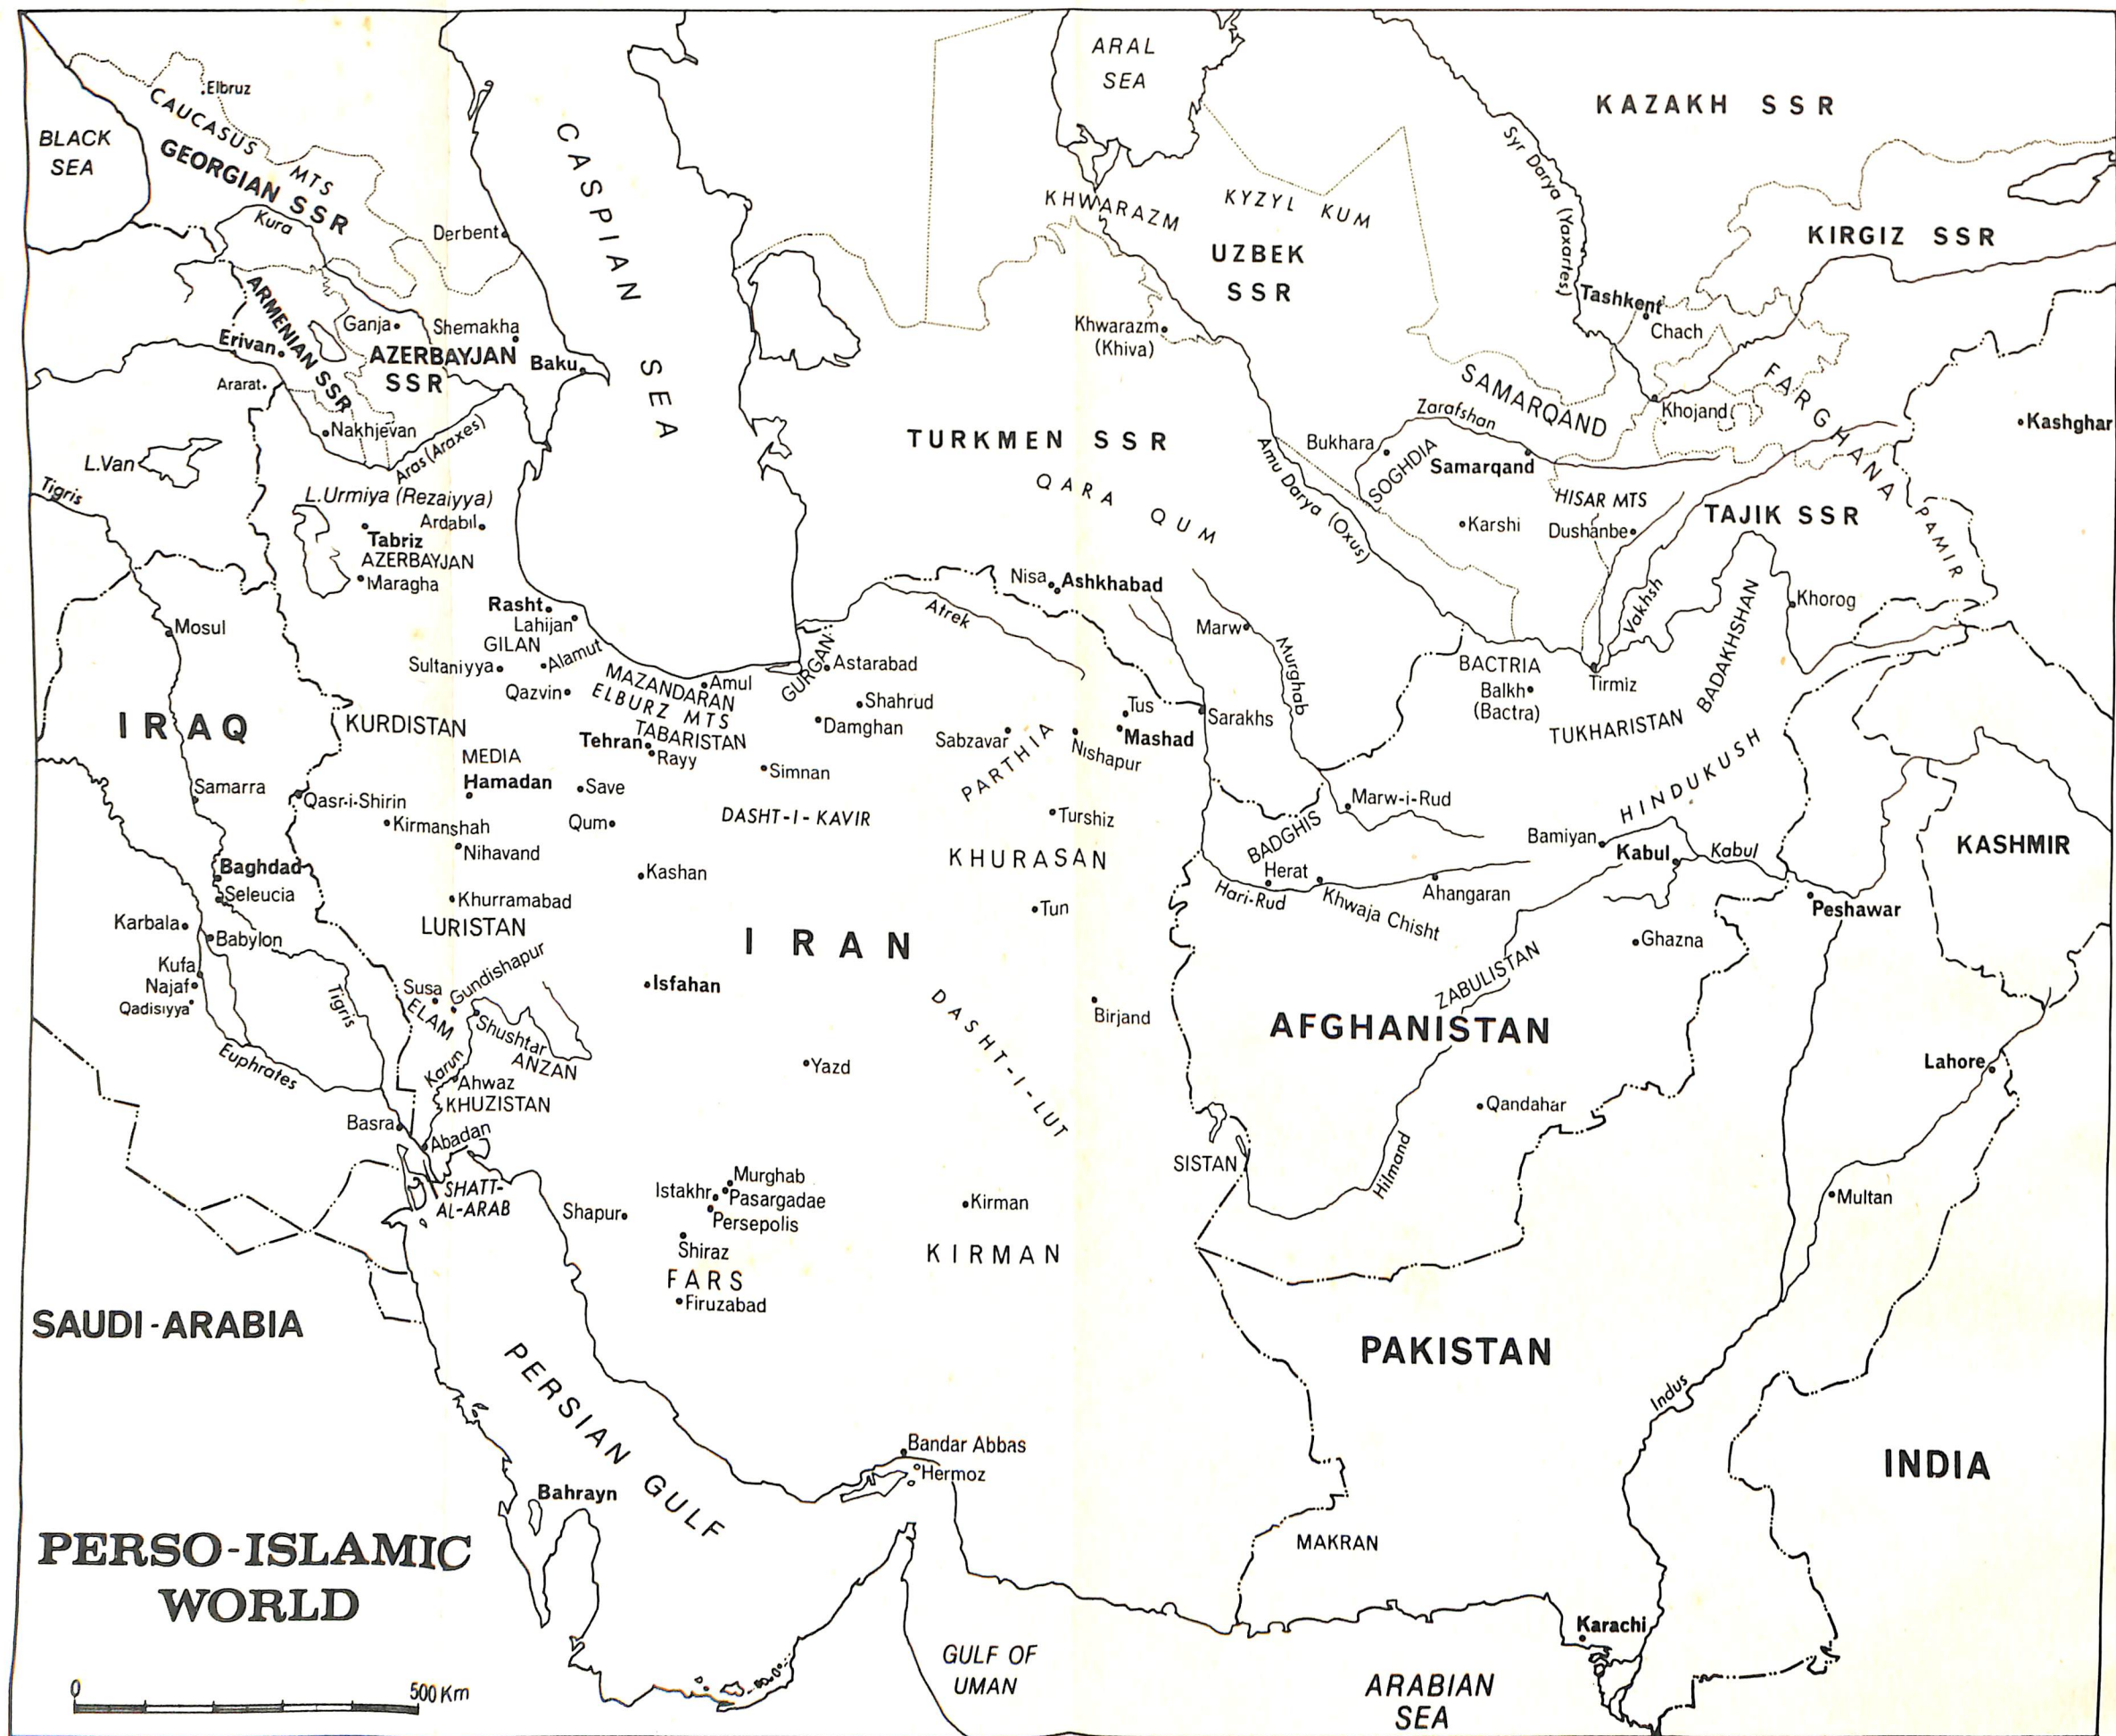 ARAL
SEA
KAZAKH SSR
Elbruz
CAUCASUS MTS
BLACK
SEA
GEORGIAN SSR
Kura
Derbent
CASPIAN SEA
KHWARAZM
KYZYL KUM
Syr Darya (Yaxartes)
UZBEK
SSR
KIRGIZ SSR
Tashkent
Chach
ARMENIAN SSR
Erivan
Ganja
Shemakha
AZERBAYJAN
SSR
Baku
Ararat
Nakhjevan
Aras (Araxes)
Khwarazm
(Khiva)
SAMARQAND
Khojand
FARGHANA
Kashghar
Zarafshan
Bukhara
SOGHDIA
Samarqand
TURKMEN SSR
QARA QUM
Amu Darya (Oxus)
L.Van
Tigris
L.Urmiya (Rezaiyya)
Ardabil
Tabriz
AZERBAYJAN
Maragha
Karshi
HISAR MTS
Dushanbe
TAJIK SSR
PAMIR
Nisa
Ashkhabad
Atrek
Marw
Murghab
Vakhsh
Khorog
BADAKHSHAN
Rasht
Lahijan
GILAN
Mosul
Sultaniyya
Alamut
Qazvin
MAZANDARAN
Amul
ELBURZ MTS
TABARISTAN
GURGAN
Astarabad
Shahrud
Damghan
BACTRIA
Balkh
(Bactra)
Tirmiz
TUKHARISTAN
IRAQ
KURDISTAN
MEDIA
Hamadan
Tehran
Rayy
Simnan
Sabzavar
PARTHIA
Nishapur
Tus
Mashad
Sarakhs
HINDUKUSH
Samarra
Qasr-i-Shirin
Kirmanshah
Nihavand
Save
Qum
DASHT-I-KAVIR
Turshiz
KHURASAN
Marw-i-Rud
BADGHIS
Herat
Hari-Rud
Khwaja Chisht
Ahangaran
Bamiyan
Kabul
Kabul
KASHMIR
Baghdad
Seleucia
Kashan
Khurramabad
LURISTAN
Tun
Peshawar
Karbala
Babylon
Kufa
Najaf
Qadisiyya
IRAN
Ghazna
ZABULISTAN
Susa
Gundishapur
ELAM
Shushtar
ANZAN
Tigris
Euphrates
Karun
Ahwaz
KHUZISTAN
Isfahan
DASHT-I-LUT
Birjand
AFGHANISTAN
Yazd
Lahore
Basra
Abadan
Qandahar
SHATT-
AL-ARAB
SISTAN
Hilmand
Murghab
Istakhr
Pasargadae
Persepolis
Shapur
Kirman
Multan
Shiraz
FARS
Firuzabad
KIRMAN
SAUDI-ARABIA
PERSIAN GULF
PAKISTAN
Indus
Bandar Abbas
Hermoz
INDIA
Bahrayn
MAKRAN
PERSO-ISLAMIC
WORLD
Karachi
GULF OF
UMAN
ARABIAN
SEA
0 500 Km